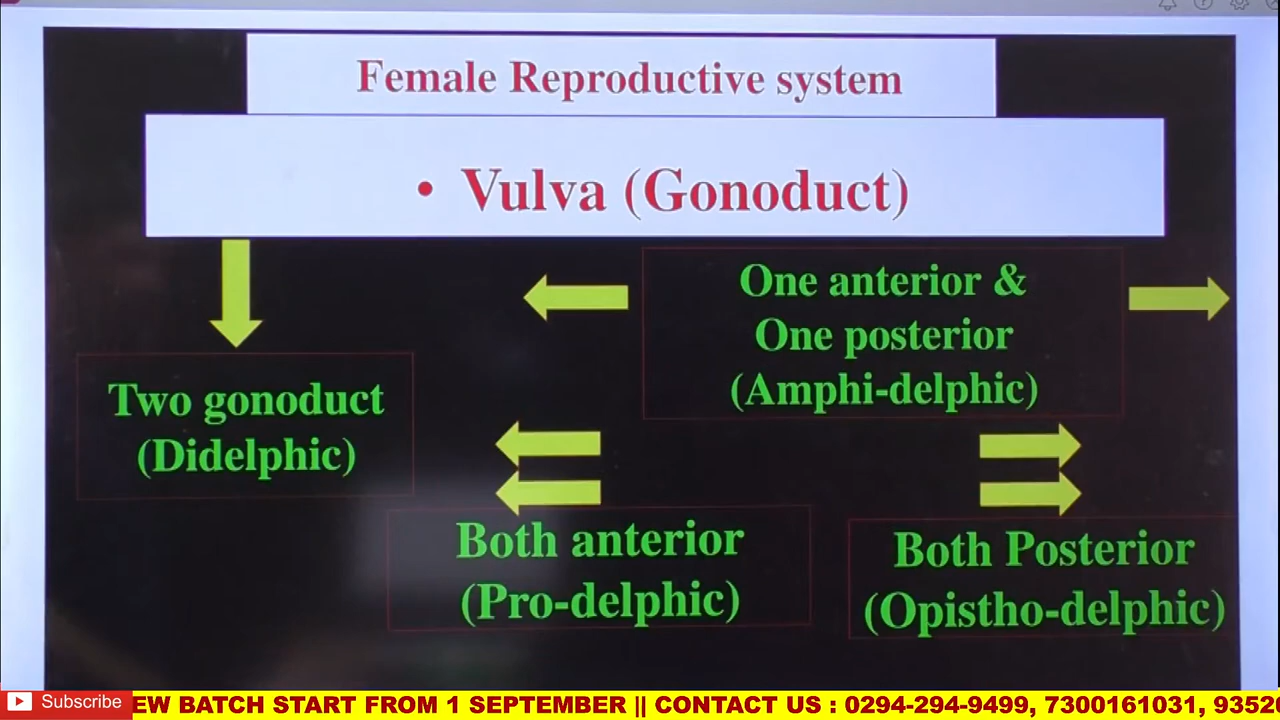 Female Reproductive system
• Vulva (Gonoduct)
One anterior &
One posterior
(Amphi-delphic)
Two gonoduct
(Didelphic)
Both anterior
(Pro-delphic)
Both Posterior
(Opistho-delphic)
Subscribe
EW BATCH START FROM 1 SEPTEMBER || CONTACT US : 0294-294-9499, 7300161031, 9352